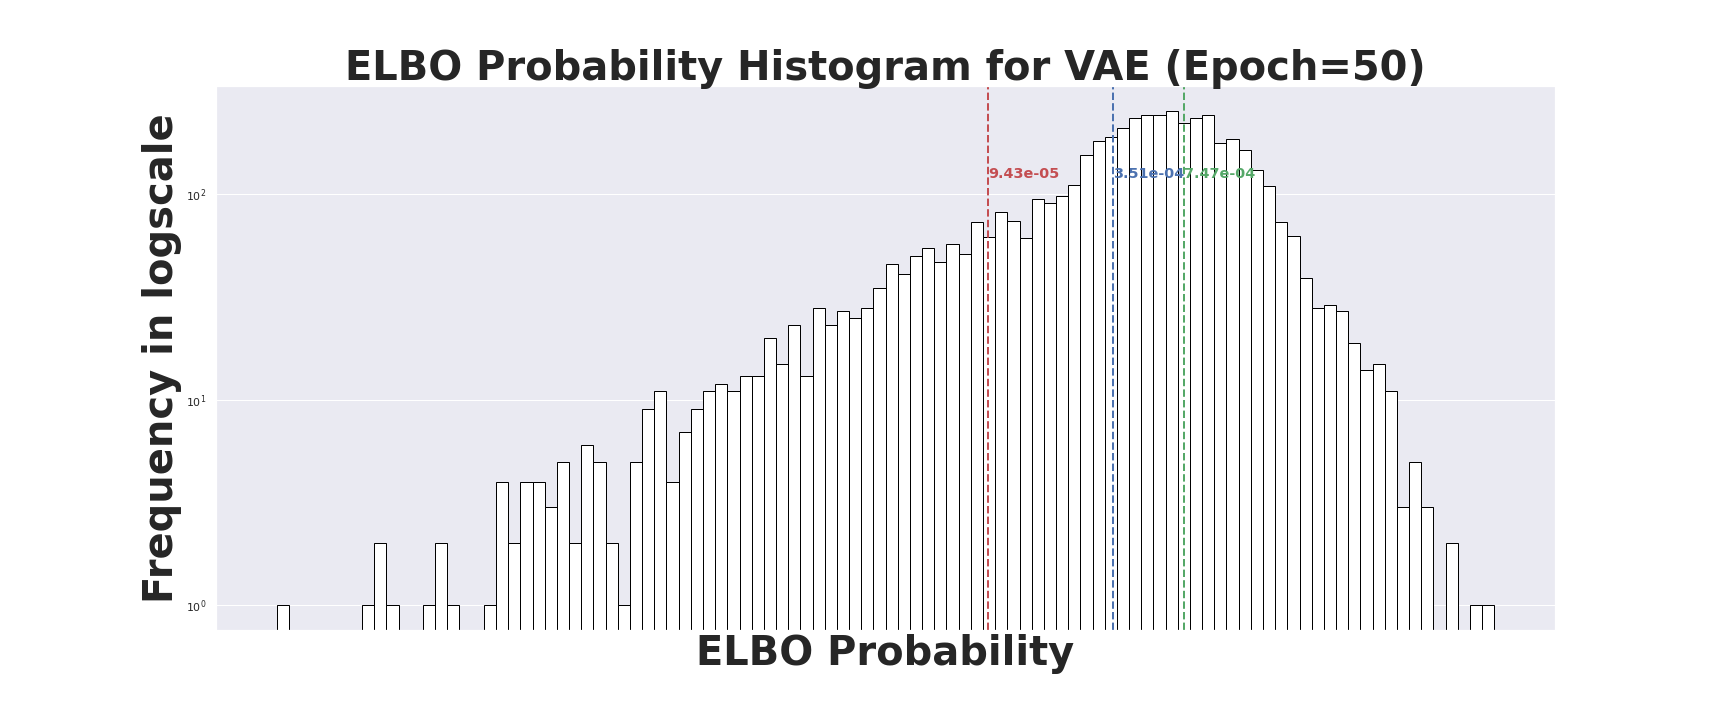 ELBO Probability Histogram for VAE (Epoch=50)
Frequency in logscale
10²
10¹
10⁰
9.43e-05
3.51e-04
7.47e-04
ELBO Probability